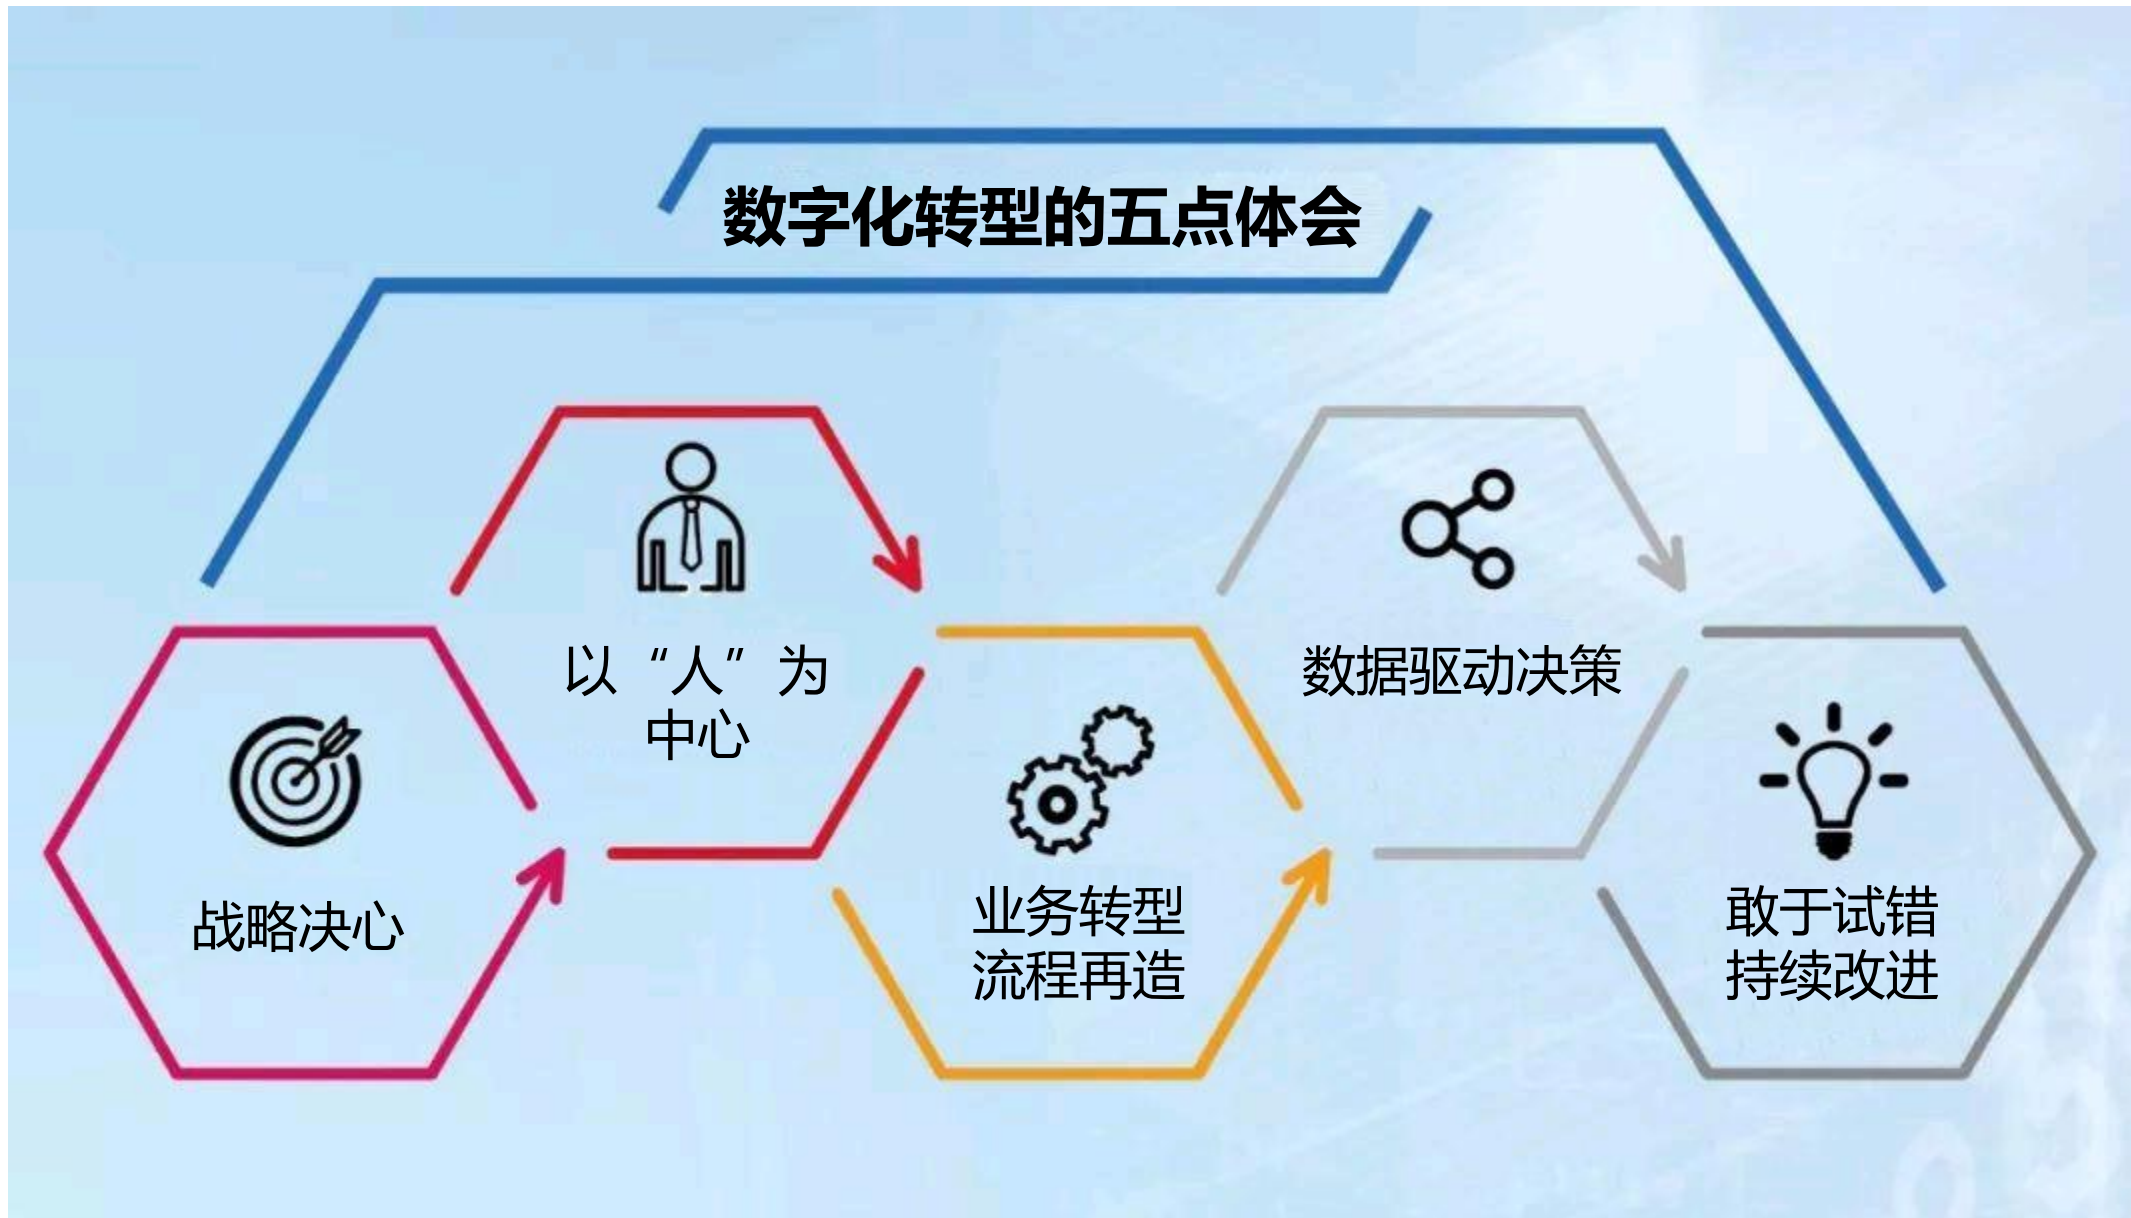 数字化转型的五点体会
战略决心
以“人”为
中心
业务转型
流程再造
数据驱动决策
敢于试错
持续改进